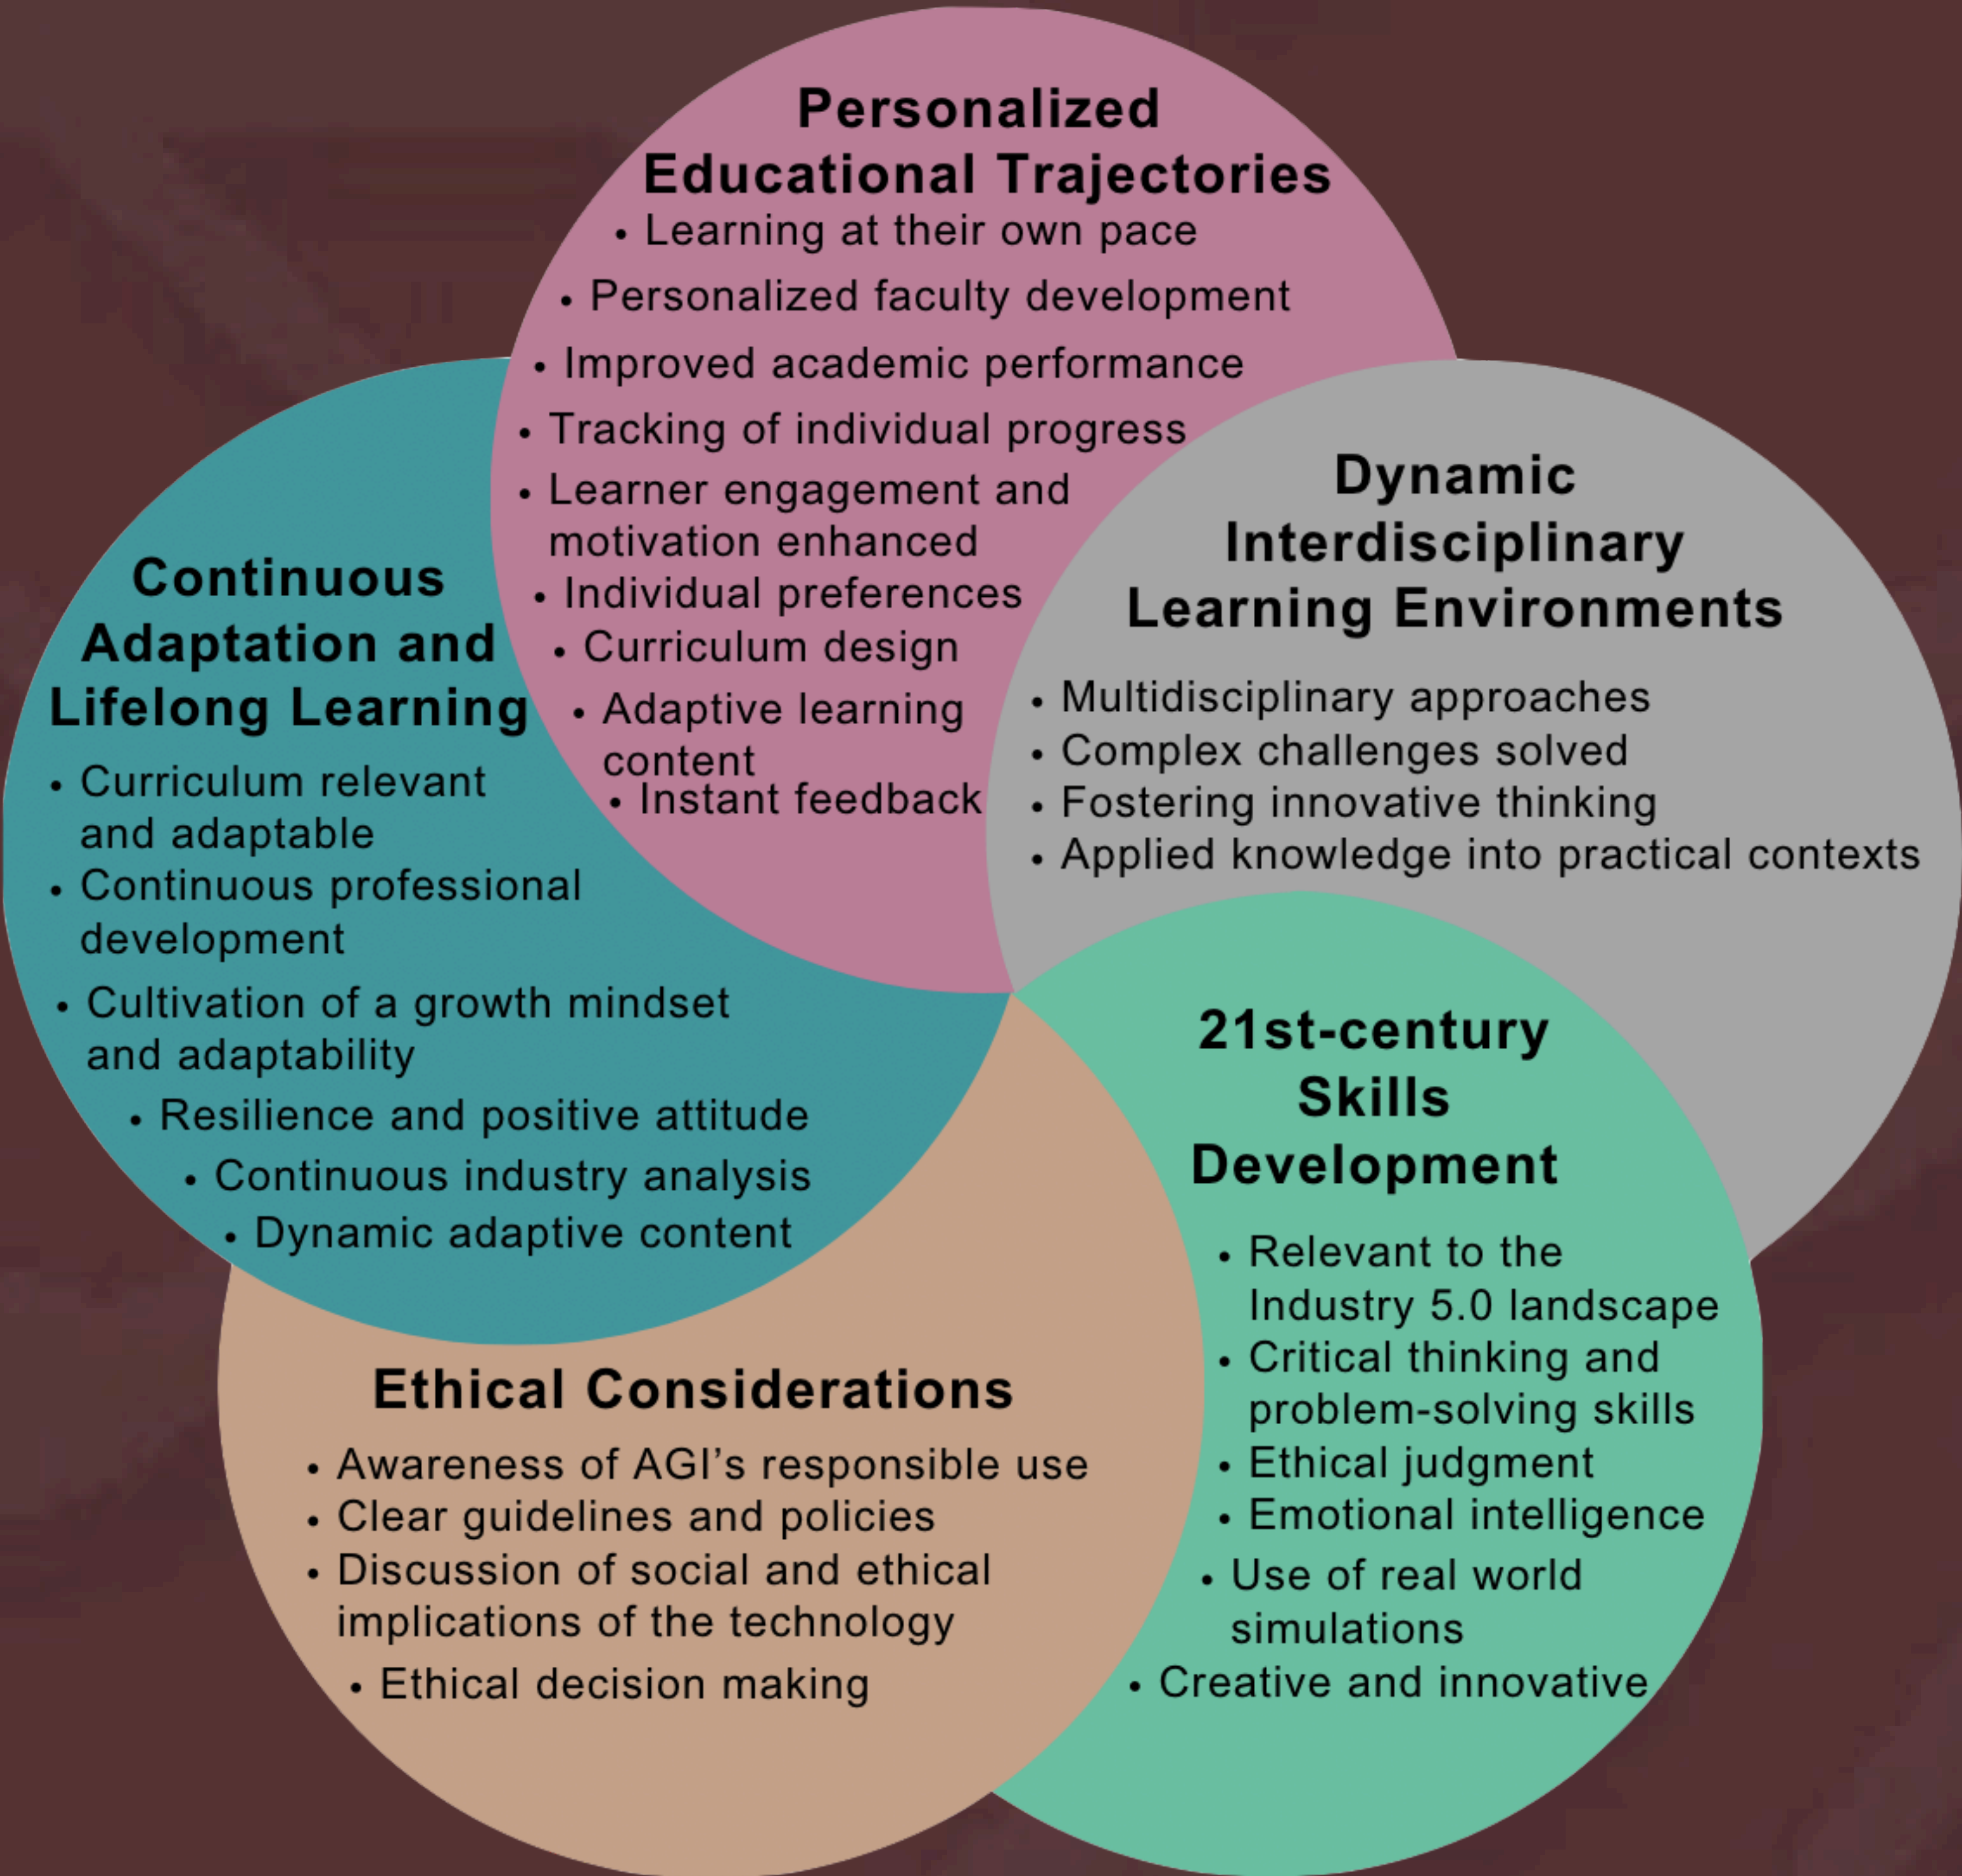 Personalized
Educational Trajectories
• Learning at their own pace
• Personalized faculty development
• Improved academic performance
• Tracking of individual progress
• Learner engagement and
motivation enhanced
• Individual preferences
• Curriculum design
• Adaptive learning
content
• Instant feedback
Dynamic
Interdisciplinary
Learning Environments
• Multidisciplinary approaches
• Complex challenges solved
• Fostering innovative thinking
• Applied knowledge into practical contexts
Continuous
Adaptation and
Lifelong Learning
• Curriculum relevant
and adaptable
• Continuous professional
development
• Cultivation of a growth mindset
and adaptability
• Resilience and positive attitude
• Continuous industry analysis
• Dynamic adaptive content
21st-century
Skills
Development
• Relevant to the
Industry 5.0 landscape
• Critical thinking and
problem-solving skills
• Ethical judgment
• Emotional intelligence
• Use of real world
simulations
• Creative and innovative
Ethical Considerations
• Awareness of AGI’s responsible use
• Clear guidelines and policies
• Discussion of social and ethical
implications of the technology
• Ethical decision making